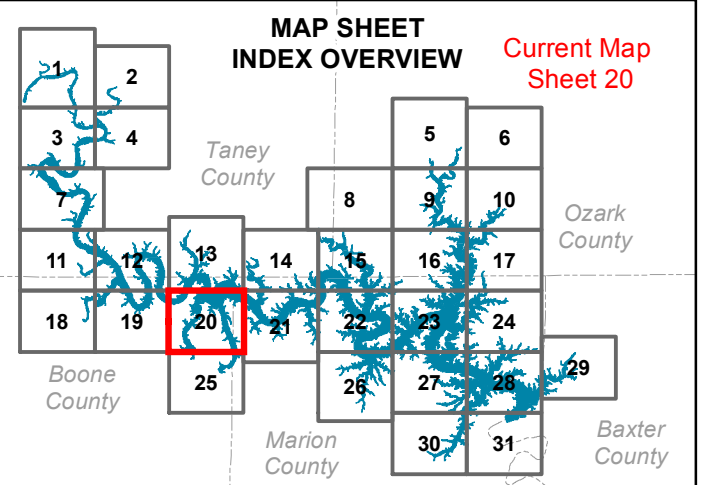 MAP SHEET
INDEX OVERVIEW
Current Map
Sheet 20
1
2
3
4
5
6
Taney
County
7
8
9
10
Ozark
County
11
12
13
14
15
16
17
18
19
20
21
22
23
24
Boone
County
25
26
27
28
29
Marion
County
30
31
Baxter
County